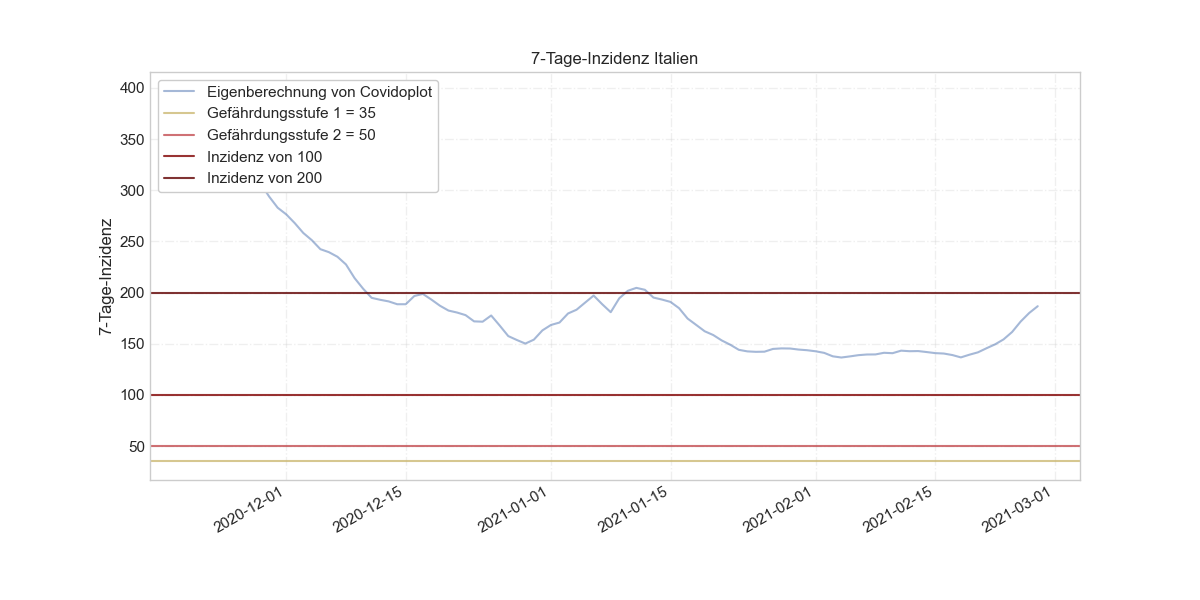 7-Tage-Inzidenz Italien
Eigenberechnung von Covidoplot
Gefährdungsstufe 1 = 35
Gefährdungsstufe 2 = 50
Inzidenz von 100
Inzidenz von 200
7-Tage-Inzidenz
400
350
300
250
200
150
100
50
2020-12-01
2020-12-15
2021-01-01
2021-01-15
2021-02-01
2021-02-15
2021-03-01